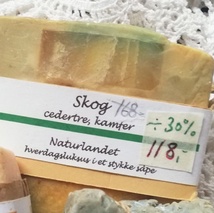 Skog 168.-
cedertre, kamfer
÷30%
118,-
Naturlandet
hverdagsluksus i et stykke såpe